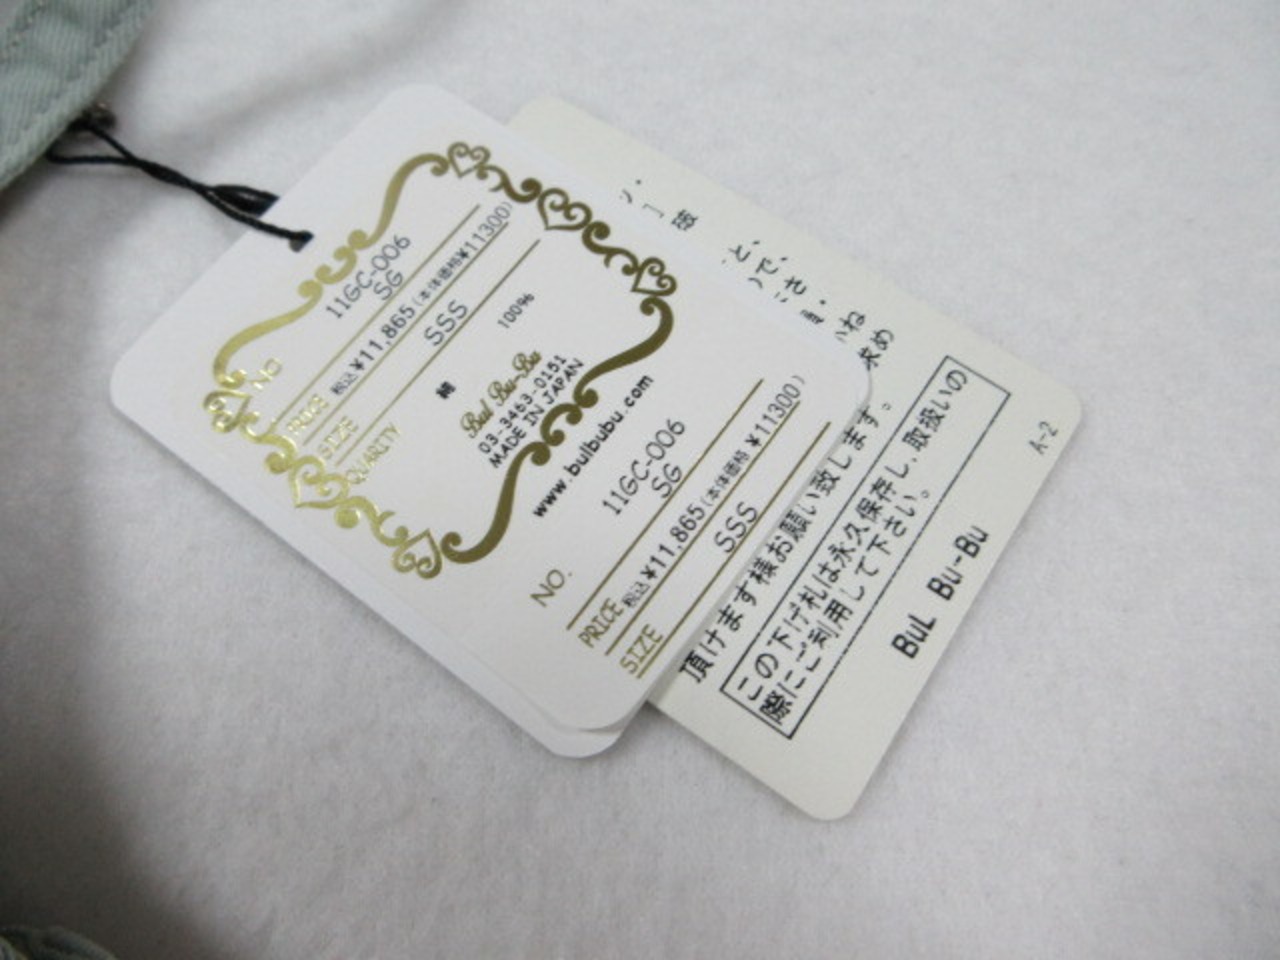 No 11GC-006
SG
PRICE 税込¥11,865(本体価格¥11300)
SIZE SSS
QUARITY
綿 100%
Bul Bu-Bu
03-3463-0151
MADE IN JAPAN
www.bulbubu.com
NO. 11GC-006
SG
PRICE 税込¥11,865(本体価格 ¥11300)
SIZE SSS
頂けます様お願い致します。
この下げ札は永久保存し、取扱いの
際にご利用して下さい。
BuL Bu-Bu
A-2